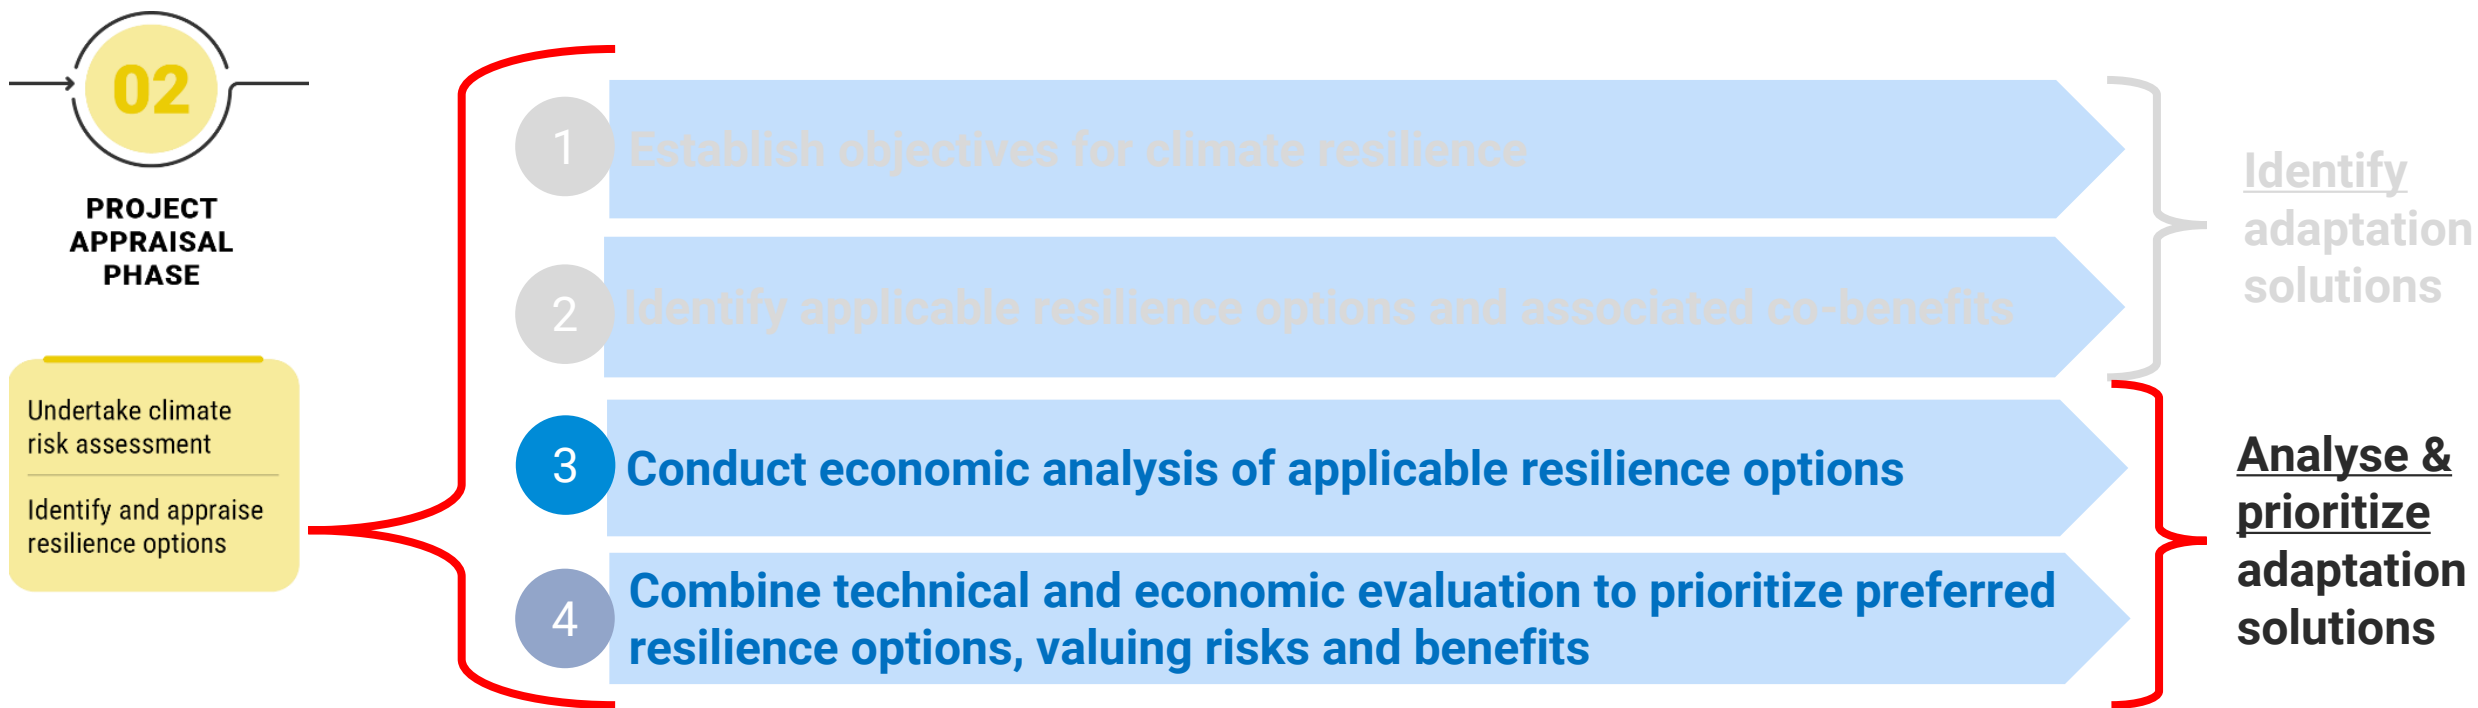 02
PROJECT
APPRAISAL
PHASE
Undertake climate
risk assessment
Identify and appraise
resilience options
1
Establish objectives for climate resilience
2
Identify applicable resilience options and associated co-benefits
3
Conduct economic analysis of applicable resilience options
4
Combine technical and economic evaluation to prioritize preferred
resilience options, valuing risks and benefits
Identify
adaptation
solutions
Analyse &
prioritize
adaptation
solutions